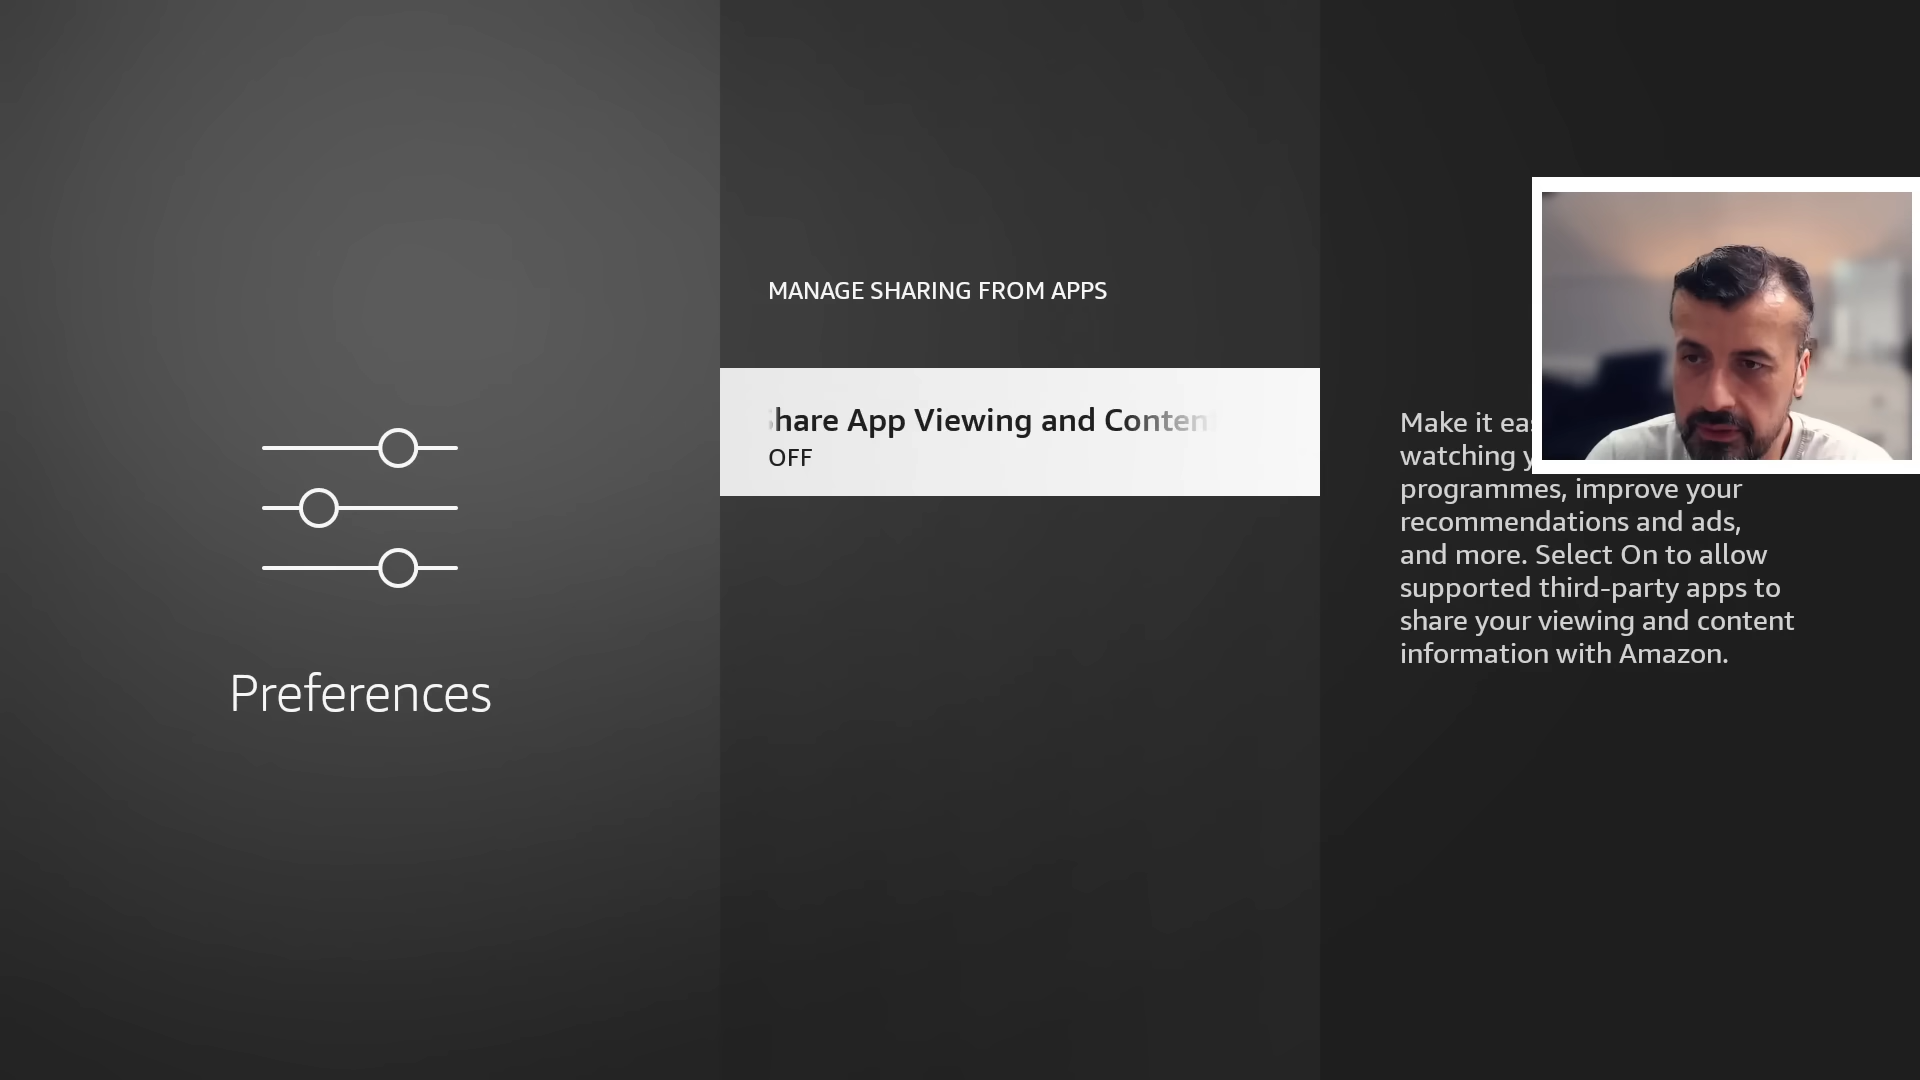 MANAGE SHARING FROM APPS
hare App Viewing and Conten
OFF
Make it
watching
programmes, improve your
recommendations and ads,
and more. Select On to allow
supported third-party apps to
share your viewing and content
information with Amazon.
Preferences